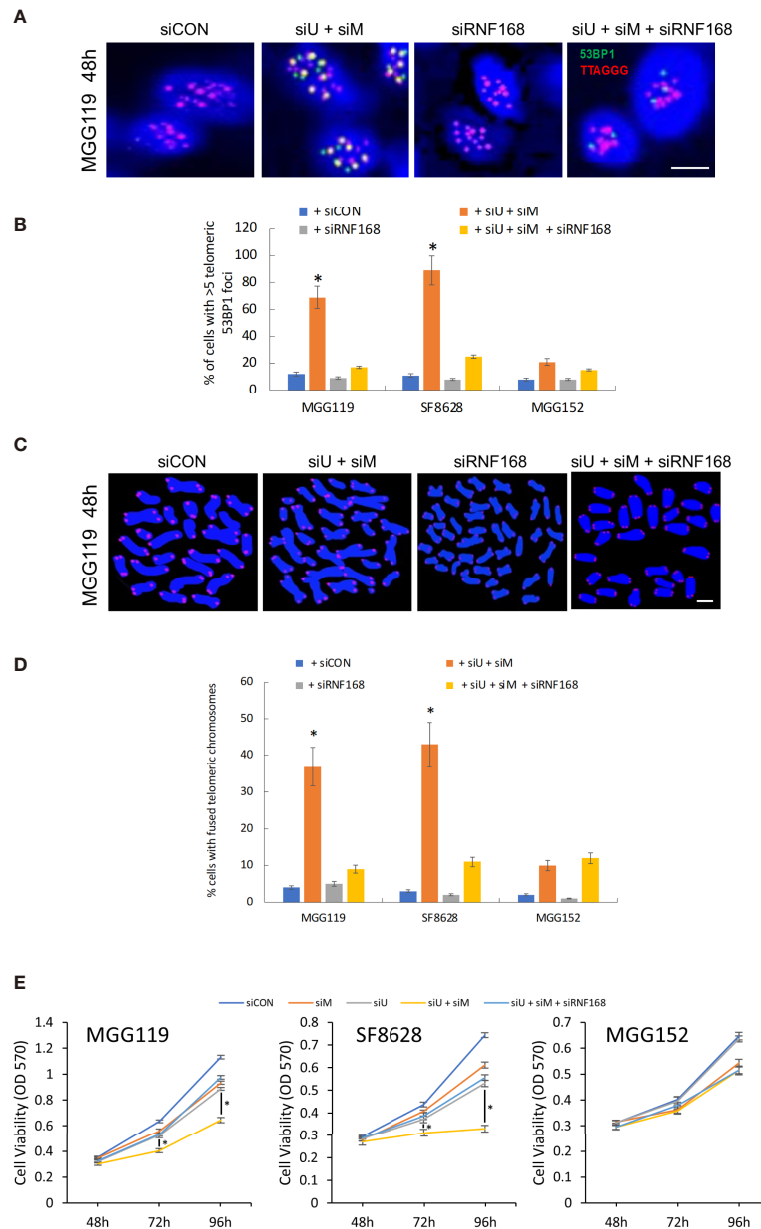 A
siCON
siU + siM
siRNF168
siU + siM + siRNF168
MGG119 48h
53BP1
TTAGGG
B
+ siCON
+ siU + siM
+ siRNF168
+ siU + siM + siRNF168
% of cells with >5 telomeric
53BP1 foci
120
100
80
60
40
20
0
*
*
MGG119
SF8628
MGG152
C
siCON
siU + siM
siRNF168
siU + siM + siRNF168
MGG119 48h
D
+ siCON
+ siU + siM
+ siRNF168
+ siU + siM + siRNF168
% cells with fused telomeric chromosomes
60
50
40
30
20
10
0
*
*
MGG119
SF8628
MGG152
E
siCON
siM
siU
siU + siM
siU + siM + siRNF168
MGG119
Cell Viability (OD 570)
1.4
1.2
1
0.8
0.6
0.4
0.2
0
*
*
48h
72h
96h
SF8628
Cell Viability (OD 570)
0.8
0.7
0.6
0.5
0.4
0.3
0.2
0.1
0
*
*
48h
72h
96h
MGG152
Cell Viability (OD 570)
0.7
0.6
0.5
0.4
0.3
0.2
0.1
0
48h
72h
96h